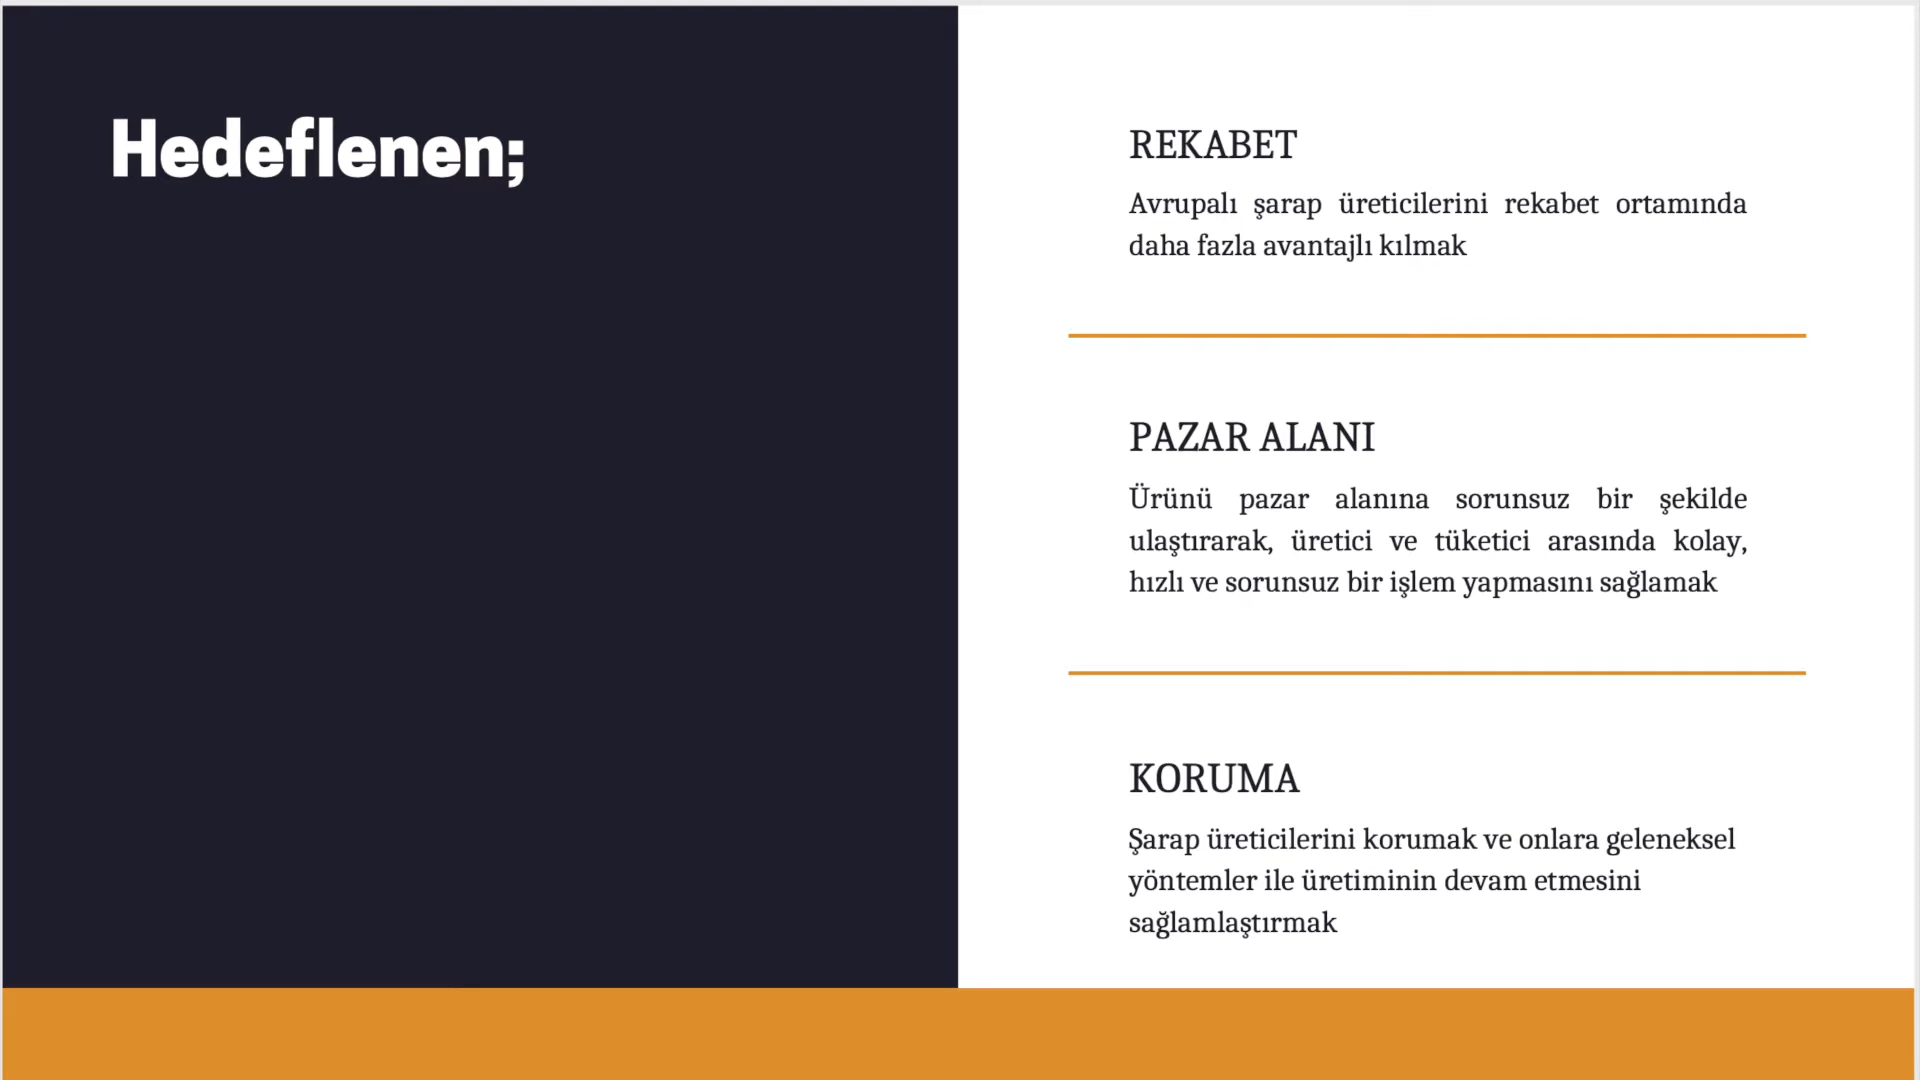 Hedeflenen;
REKABET
Avrupalı şarap üreticilerini rekabet ortamında
daha fazla avantajlı kılmak
PAZAR ALANI
Ürünü pazar alanına sorunsuz bir şekilde
ulaştırarak, üretici ve tüketici arasında kolay,
hızlı ve sorunsuz bir işlem yapmasını sağlamak
KORUMA
Şarap üreticilerini korumak ve onlara geleneksel
yöntemler ile üretiminin devam etmesini
sağlamlaştırmak